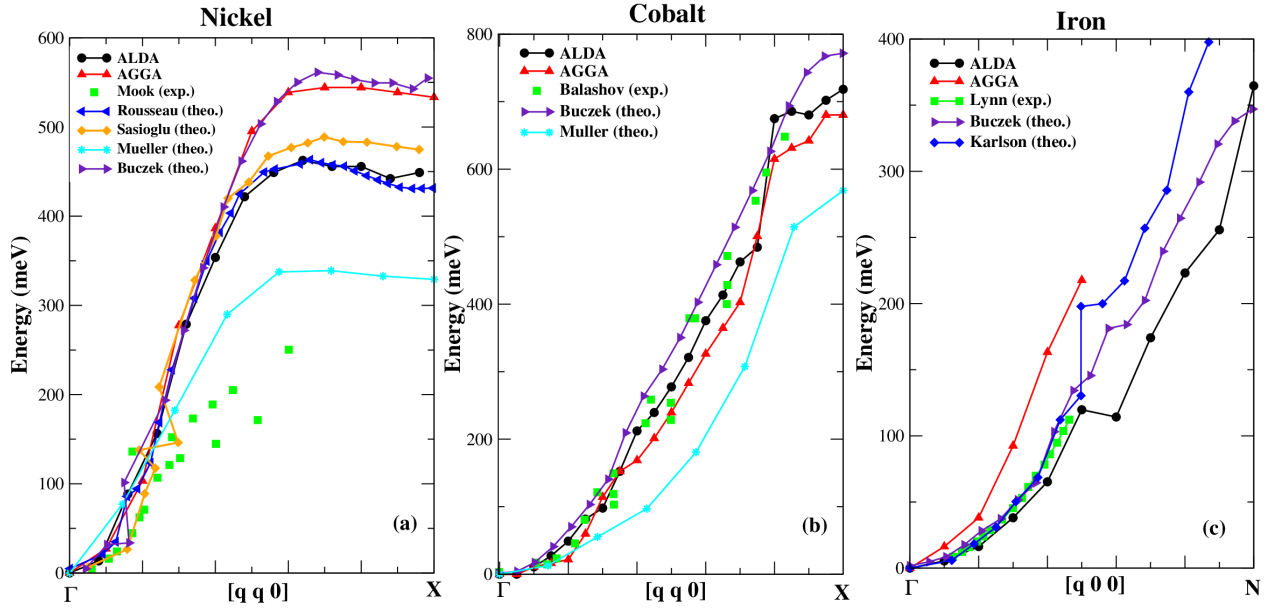 Nickel
Cobalt
Iron
600
500
400
300
200
100
0
Energy (meV)
ALDA
AGGA
Mook (exp.)
Rousseau (theo.)
Sasioglu (theo.)
Mueller (theo.)
Buczek (theo.)
(a)
Γ
[q q 0]
X
800
600
400
200
0
Energy (meV)
ALDA
AGGA
Balashov (exp.)
Buczek (theo.)
Muller (theo.)
(b)
Γ
[q q 0]
X
400
300
200
100
0
Energy (meV)
ALDA
AGGA
Lynn (exp.)
Buczek (theo.)
Karlson (theo.)
(c)
Γ
[q 0 0]
N